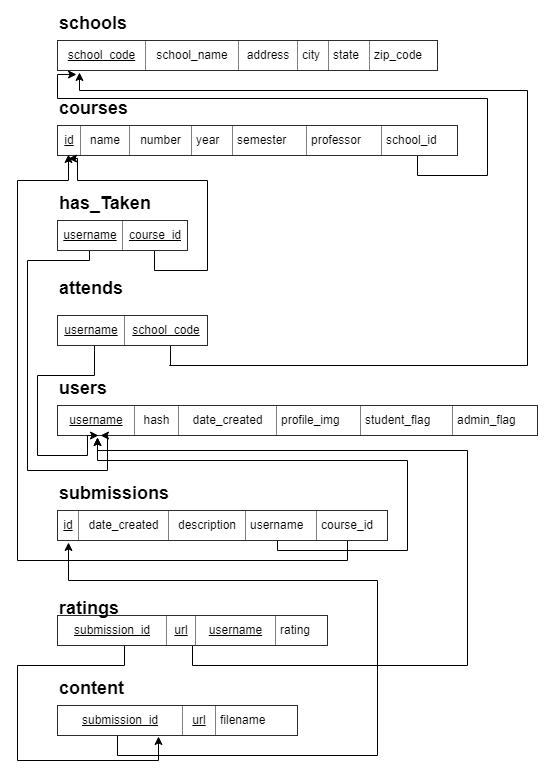 schools
school_code school_name address city state zip_code
courses
id name number year semester professor school_id
has_Taken
username course_id
attends
username school_code
users
username hash date_created profile_img student_flag admin_flag
submissions
id date_created description username course_id
ratings
submission_id url username rating
content
submission_id url filename